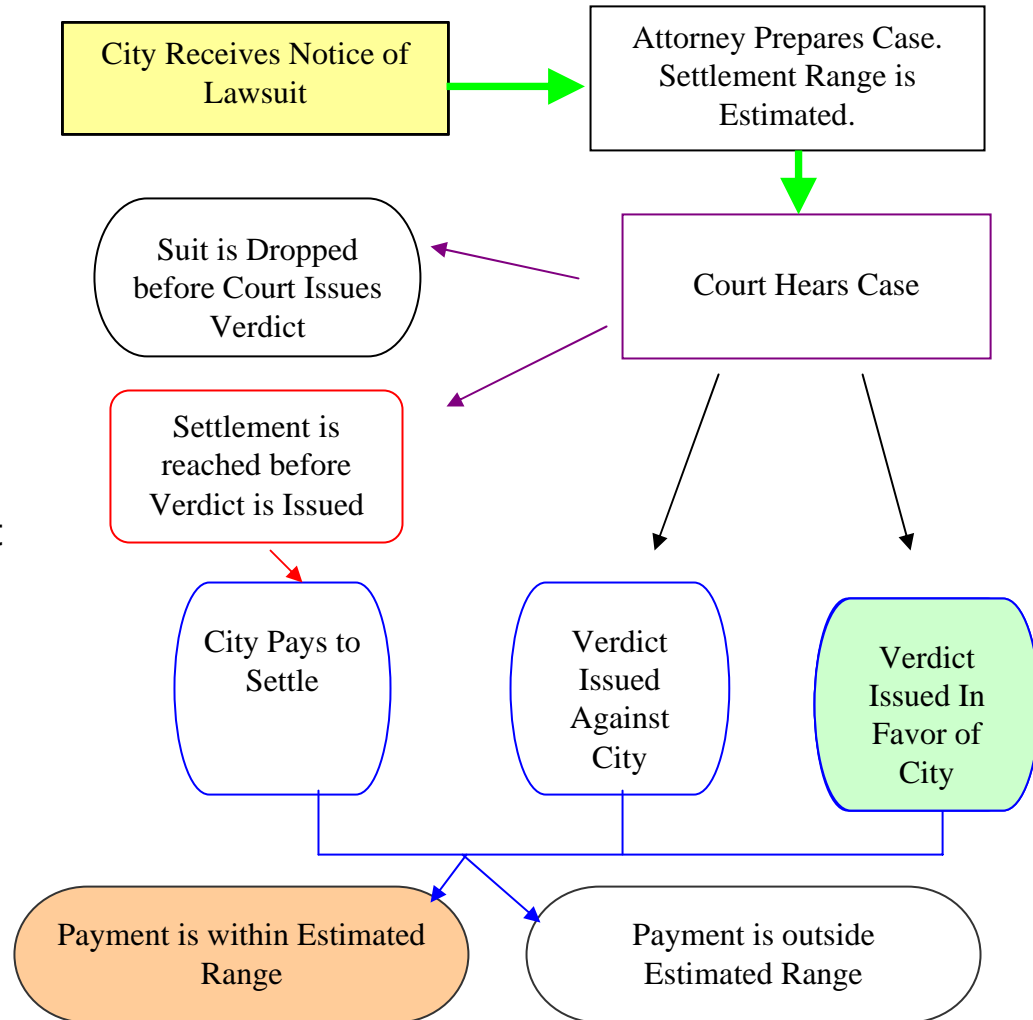 City Receives Notice of
Lawsuit
Attorney Prepares Case.
Settlement Range is
Estimated.
Suit is Dropped
before Court Issues
Verdict
Court Hears Case
Settlement is
reached before
Verdict is Issued
City Pays to
Settle
Verdict
Issued
Against
City
Verdict
Issued In
Favor of
City
Payment is within Estimated
Range
Payment is outside
Estimated Range